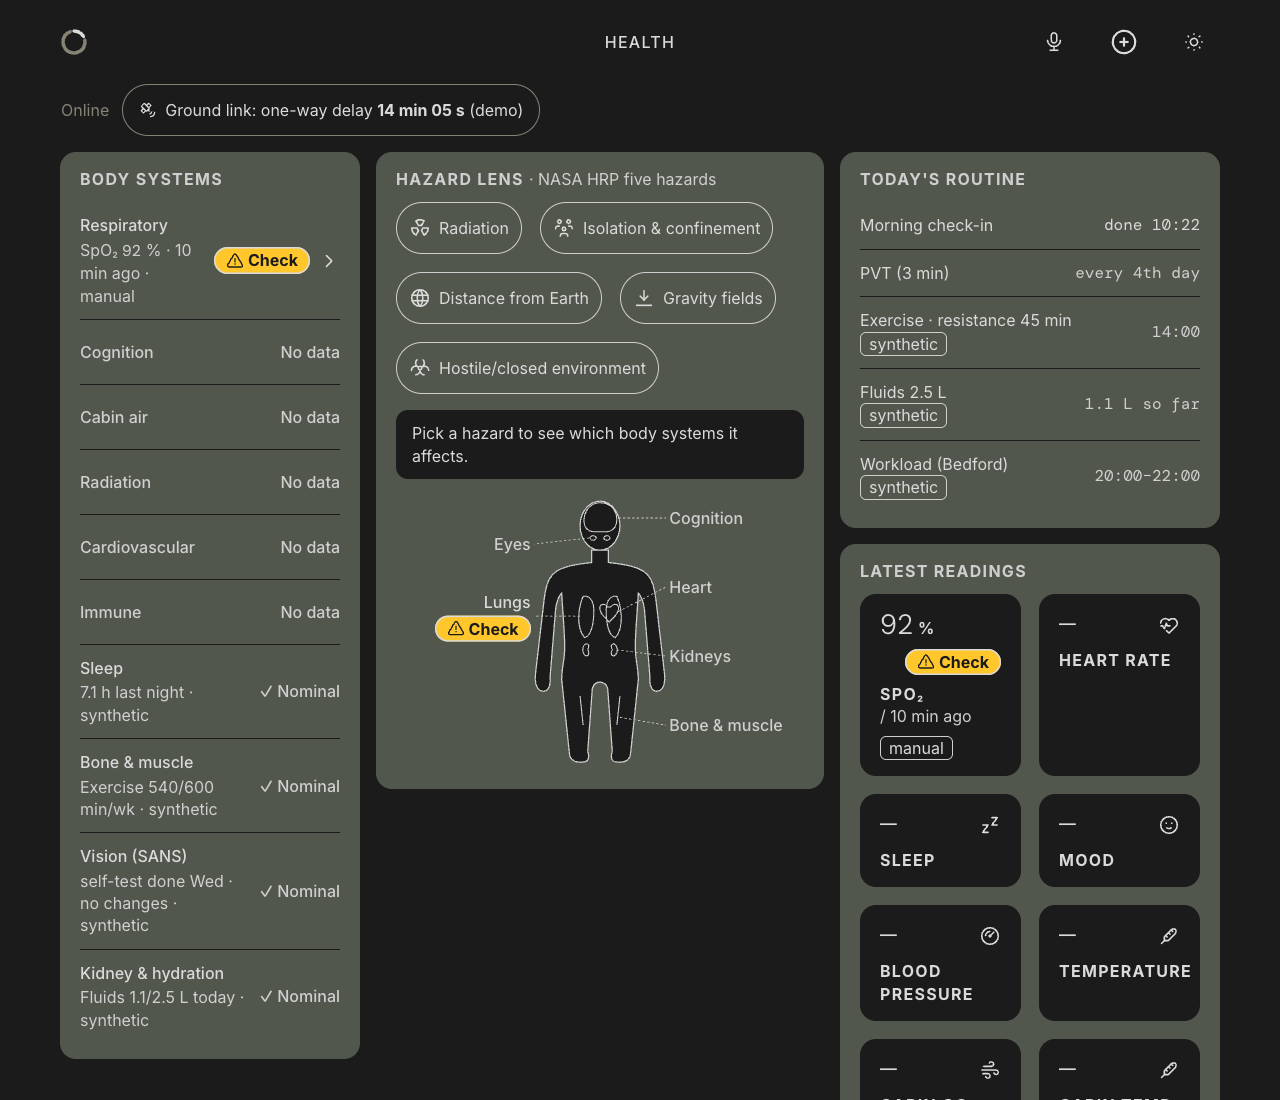 HEALTH
Online
Ground link: one-way delay 14 min 05 s (demo)
BODY SYSTEMS
Respiratory
SpO₂ 92 % · 10
min ago ·
manual
Check
Cognition
No data
Cabin air
No data
Radiation
No data
Cardiovascular
No data
Immune
No data
Sleep
7.1 h last night ·
synthetic
Nominal
Bone & muscle
Exercise 540/600
min/wk · synthetic
Nominal
Vision (SANS)
self-test done Wed ·
no changes ·
synthetic
Nominal
Kidney & hydration
Fluids 1.1/2.5 L today ·
synthetic
Nominal
HAZARD LENS · NASA HRP five hazards
Radiation
Isolation & confinement
Distance from Earth
Gravity fields
Hostile/closed environment
Pick a hazard to see which body systems it
affects.
Cognition
Eyes
Heart
Lungs
Check
Kidneys
Bone & muscle
TODAY'S ROUTINE
Morning check-in
done 10:22
PVT (3 min)
every 4th day
Exercise · resistance 45 min
synthetic
14:00
Fluids 2.5 L
synthetic
1.1 L so far
Workload (Bedford)
synthetic
20:00–22:00
LATEST READINGS
92 %
Check
SPO₂
/ 10 min ago
manual
—
HEART RATE
—
zZ
SLEEP
—
MOOD
—
BLOOD
PRESSURE
—
TEMPERATURE
—
—